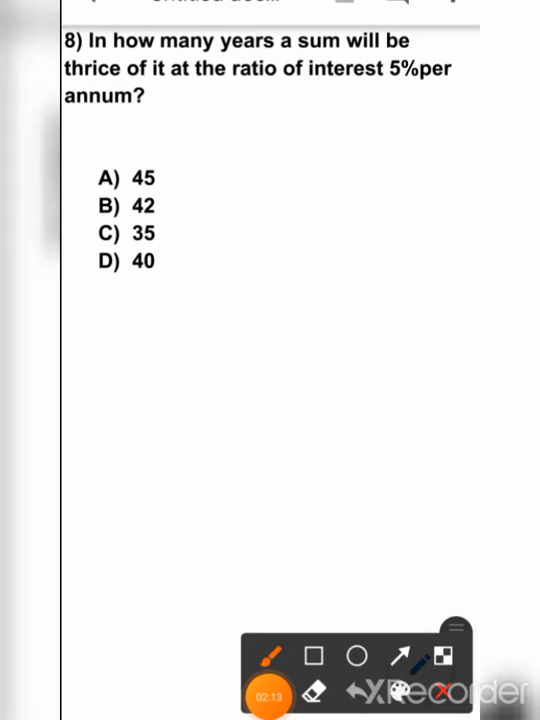 8) In how many years a sum will be
thrice of it at the ratio of interest 5%per
annum?
A) 45
B) 42
C) 35
D) 40
02:13
XRecorder